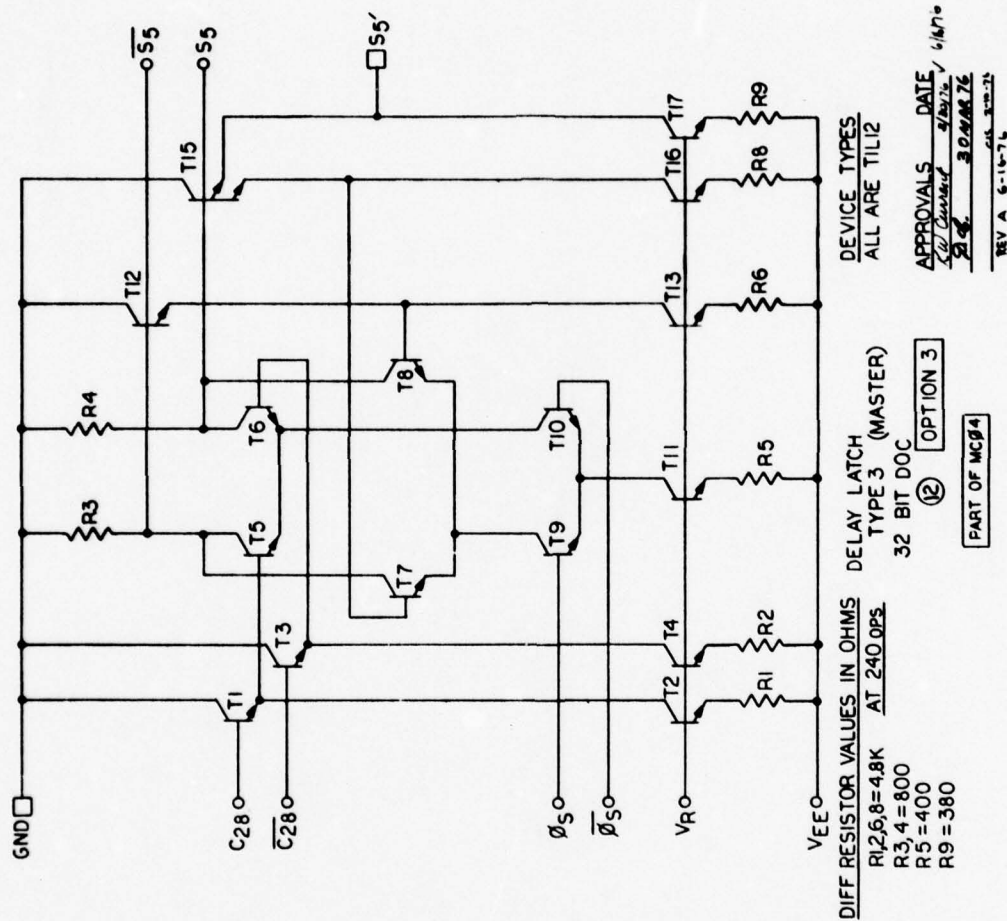 GND
C28
C28
ØS
ØS
VR
VEE
R3
R4
T1
T3
T5
T6
T7
T8
T9
T10
T12
T15
S5
S5
S5'
T2
T4
T11
T13
T16
T17
R1
R2
R5
R6
R8
R9
DIFF RESISTOR VALUES IN OHMS
R1,2,6,8=4.8K AT 240 OPS
R3,4=800
R5=400
R9=380
DELAY LATCH
TYPE 3 (MASTER)
32 BIT DOC
12 OPTION 3
PART OF MCØ4
DEVICE TYPES
ALL ARE TIL12
APPROVALS DATE
30 MAR 76
REV A 6-16-76